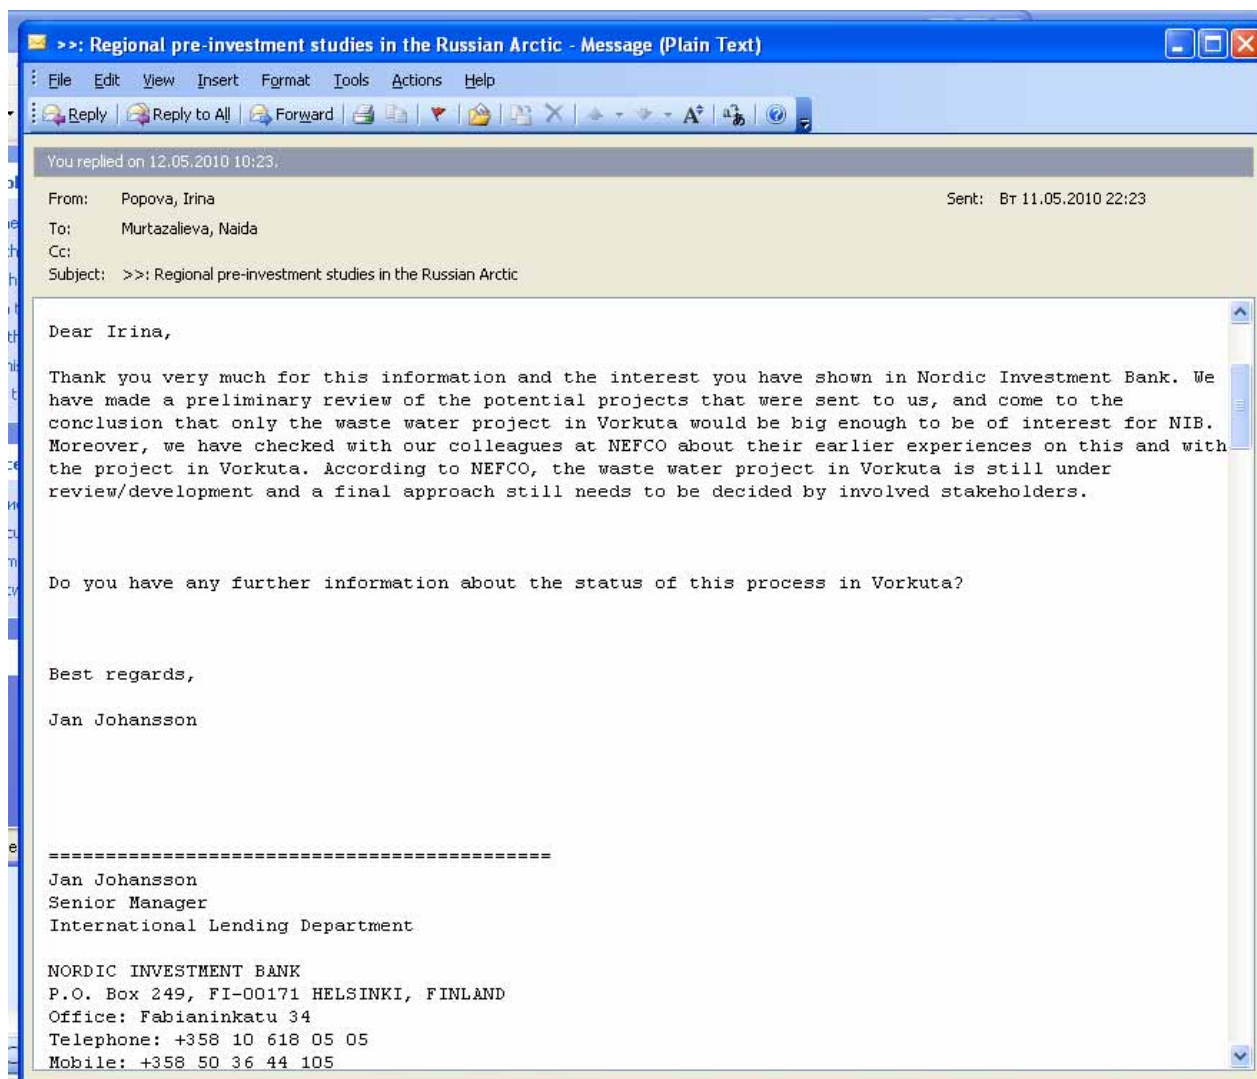 >>: Regional pre-investment studies in the Russian Arctic - Message (Plain Text)
File Edit View Insert Format Tools Actions Help
Reply Reply to All Forward
You replied on 12.05.2010 10:23.
From: Popova, Irina Sent: Вт 11.05.2010 22:23
To: Murtazalieva, Naida
Cc:
Subject: >>: Regional pre-investment studies in the Russian Arctic
Dear Irina,
Thank you very much for this information and the interest you have shown in Nordic Investment Bank. We
have made a preliminary review of the potential projects that were sent to us, and come to the
conclusion that only the waste water project in Vorkuta would be big enough to be of interest for NIB.
Moreover, we have checked with our colleagues at NEFCO about their earlier experiences on this and with
the project in Vorkuta. According to NEFCO, the waste water project in Vorkuta is still under
review/development and a final approach still needs to be decided by involved stakeholders.
Do you have any further information about the status of this process in Vorkuta?
Best regards,
Jan Johansson
============================================
Jan Johansson
Senior Manager
International Lending Department
NORDIC INVESTMENT BANK
P.O. Box 249, FI-00171 HELSINKI, FINLAND
Office: Fabianinkatu 34
Telephone: +358 10 618 05 05
Mobile: +358 50 36 44 105